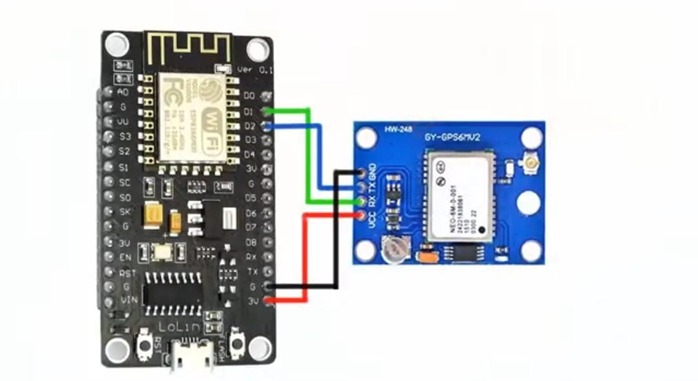 Ver 0.1
A0
G
VU
S3
S2
S1
SC
SO
SK
G
3V
EN
RST
G
VIN
D0
D1
D2
D3
D4
3V
G
D5
D6
D7
D8
RX
TX
G
3V
WiFi
FC
LoLin
RST
FLASH
HW-248
GY-GPS6MV2
GND
TX
RX
VCC
NEO-6M-0-001